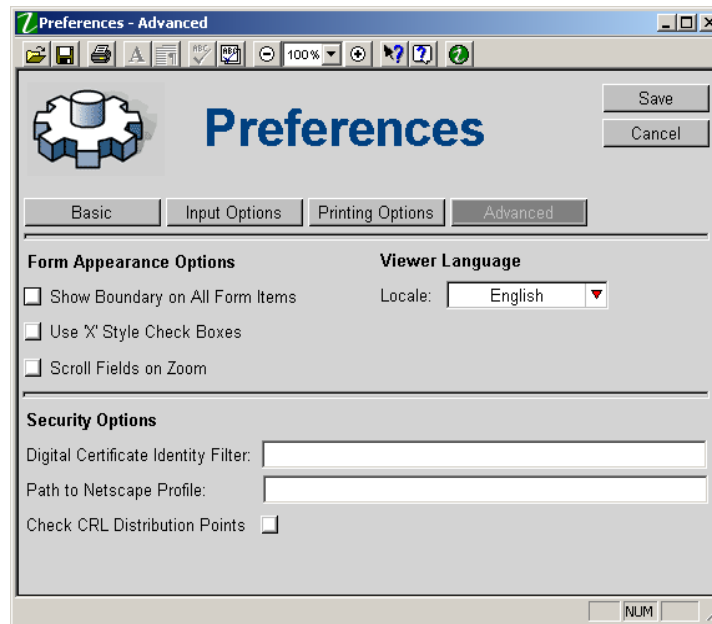 Preferences - Advanced
A ABC ABC 100%
Preferences
Save
Cancel
Basic Input Options Printing Options Advanced
Form Appearance Options
Viewer Language
Show Boundary on All Form Items
Locale: English
Use 'X' Style Check Boxes
Scroll Fields on Zoom
Security Options
Digital Certificate Identity Filter:
Path to Netscape Profile:
Check CRL Distribution Points
NUM